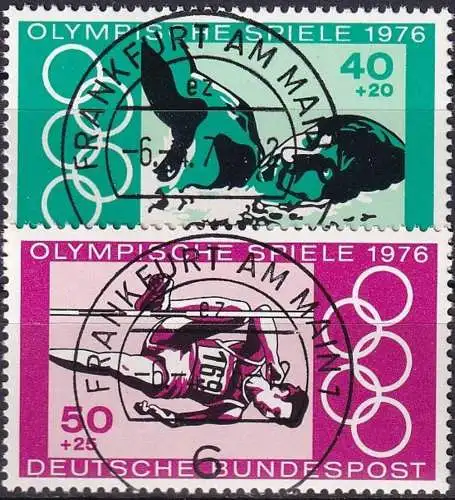 OLYMPISCHE SPIELE 1976
40
+20
FRANKFURT AM MAIN
ez
OLYMPISCHE SPIELE 1976
FRANKFURT AM MAIN 1
ez
169
50
+25
6
DEUTSCHE BUNDESPOST